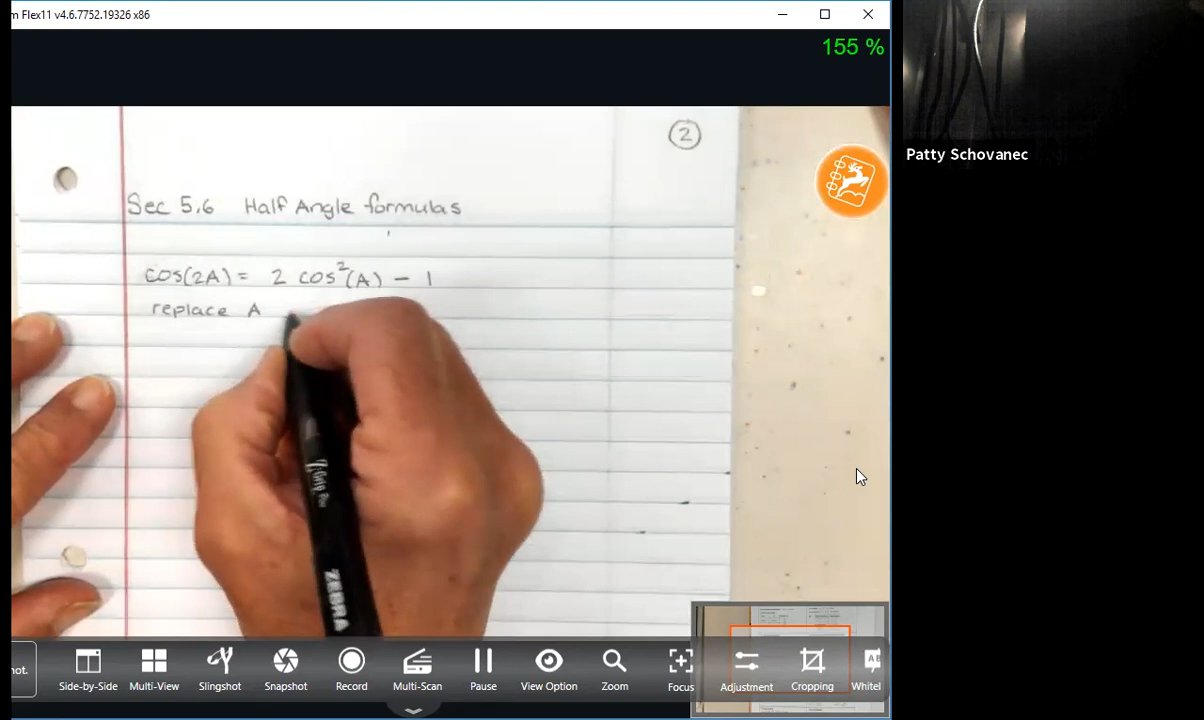 m Flex11 v4.6.7752.19326 x86
155 %
Patty Schovanec
2
Sec 5.6 Half Angle formulas
cos(2A) = 2 cos²(A) - 1
replace A
ZEBRA
not.
Side-by-Side
Multi-View
Slingshot
Snapshot
Record
Multi-Scan
Pause
View Option
Zoom
Focus
Adjustment
Cropping
Whitel